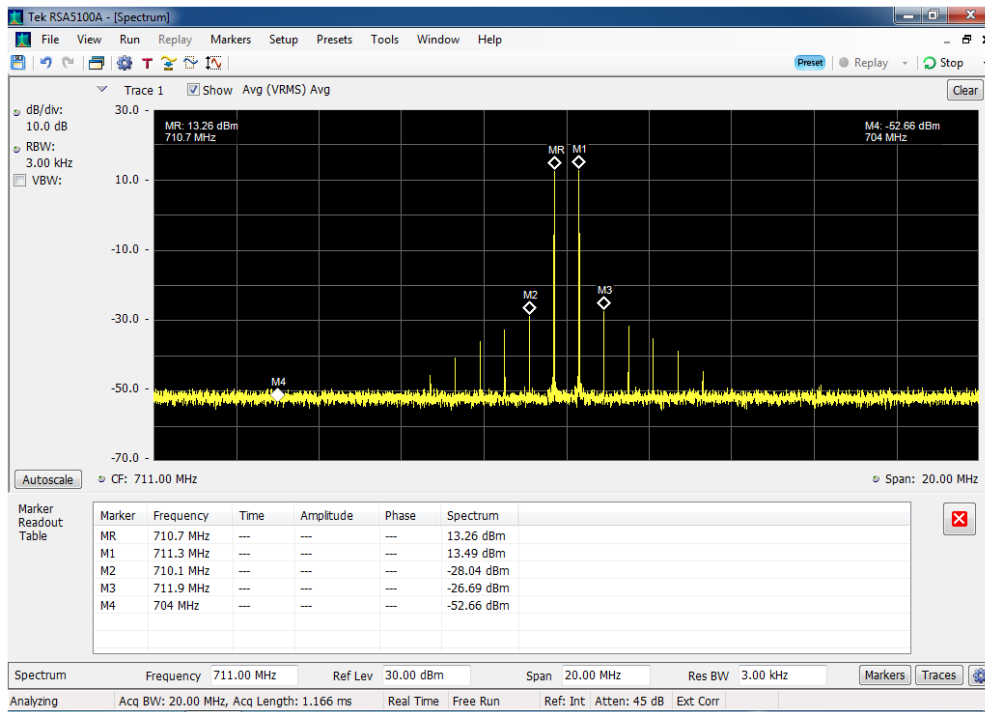 Tek RSA5100A - [Spectrum]
File View Run Replay Markers Setup Presets Tools Window Help
Preset Replay Stop
Trace 1 Show Avg (VRMS) Avg Clear
dB/div:
10.0 dB
RBW:
3.00 kHz
VBW:
30.0 -
10.0 -
-10.0 -
-30.0 -
-50.0 -
-70.0 -
MR: 13.26 dBm
710.7 MHz
M4: -52.66 dBm
704 MHz
MR M1
M2 M3
M4
Autoscale CF: 711.00 MHz Span: 20.00 MHz
Marker
Readout
Table
Marker Frequency Time Amplitude Phase Spectrum
MR 710.7 MHz --- --- --- 13.26 dBm
M1 711.3 MHz --- --- --- 13.49 dBm
M2 710.1 MHz --- --- --- -28.04 dBm
M3 711.9 MHz --- --- --- -26.69 dBm
M4 704 MHz --- --- --- -52.66 dBm
Spectrum Frequency 711.00 MHz Ref Lev 30.00 dBm Span 20.00 MHz Res BW 3.00 kHz Markers Traces
Analyzing Acq BW: 20.00 MHz, Acq Length: 1.166 ms Real Time Free Run Ref: Int Atten: 45 dB Ext Corr